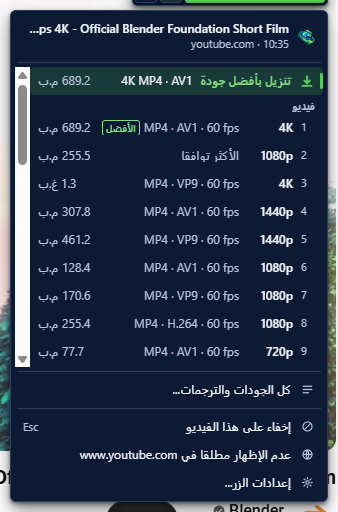 ...ps 4K - Official Blender Foundation Short Film
youtube.com · 10:35
تنزيل بأفضل جودة 4K MP4 · AV1 689.2 م.ب
فيديو
1 4K MP4 · AV1 · 60 fps الأفضل 689.2 م.ب
2 1080p الأكثر توافقا 255.5 م.ب
3 4K MP4 · VP9 · 60 fps 1.3 غ.ب
4 1440p MP4 · AV1 · 60 fps 307.8 م.ب
5 1440p MP4 · VP9 · 60 fps 461.2 م.ب
6 1080p MP4 · AV1 · 60 fps 128.4 م.ب
7 1080p MP4 · VP9 · 60 fps 170.6 م.ب
8 1080p MP4 · H.264 · 60 fps 255.4 م.ب
9 720p MP4 · AV1 · 60 fps 77.7 م.ب
كل الجودات والترجمات...
إخفاء على هذا الفيديو Esc
عدم الإظهار مطلقا في www.youtube.com
إعدادات الزر...
Blender